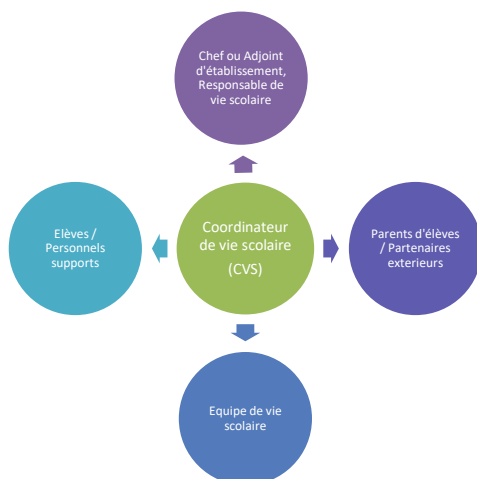 Chef ou Adjoint
d'établissement,
Responsable de
vie scolaire
Elèves /
Personnels
supports
Coordinateur
de vie scolaire
(CVS)
Parents d'élèves
/ Partenaires
exterieurs
Equipe de vie
scolaire